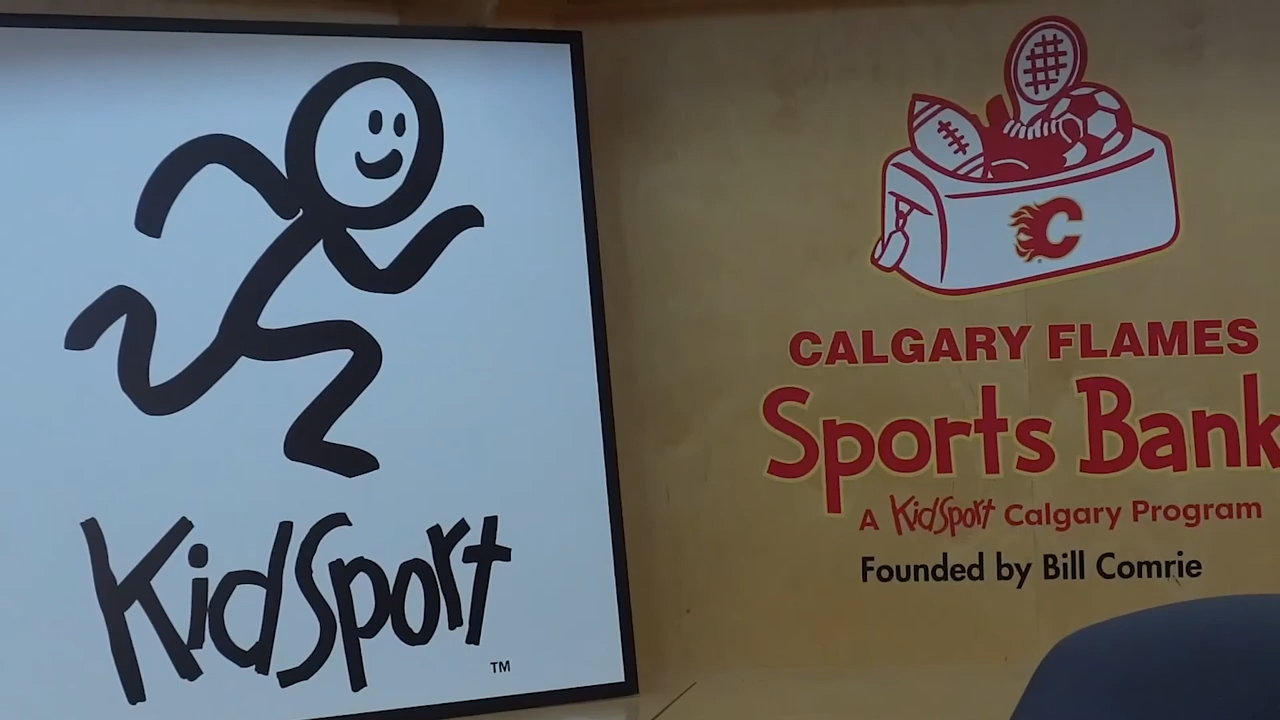 KidSport
TM
CALGARY FLAMES
Sports Bank
A KidSport Calgary Program
Founded by Bill Comrie